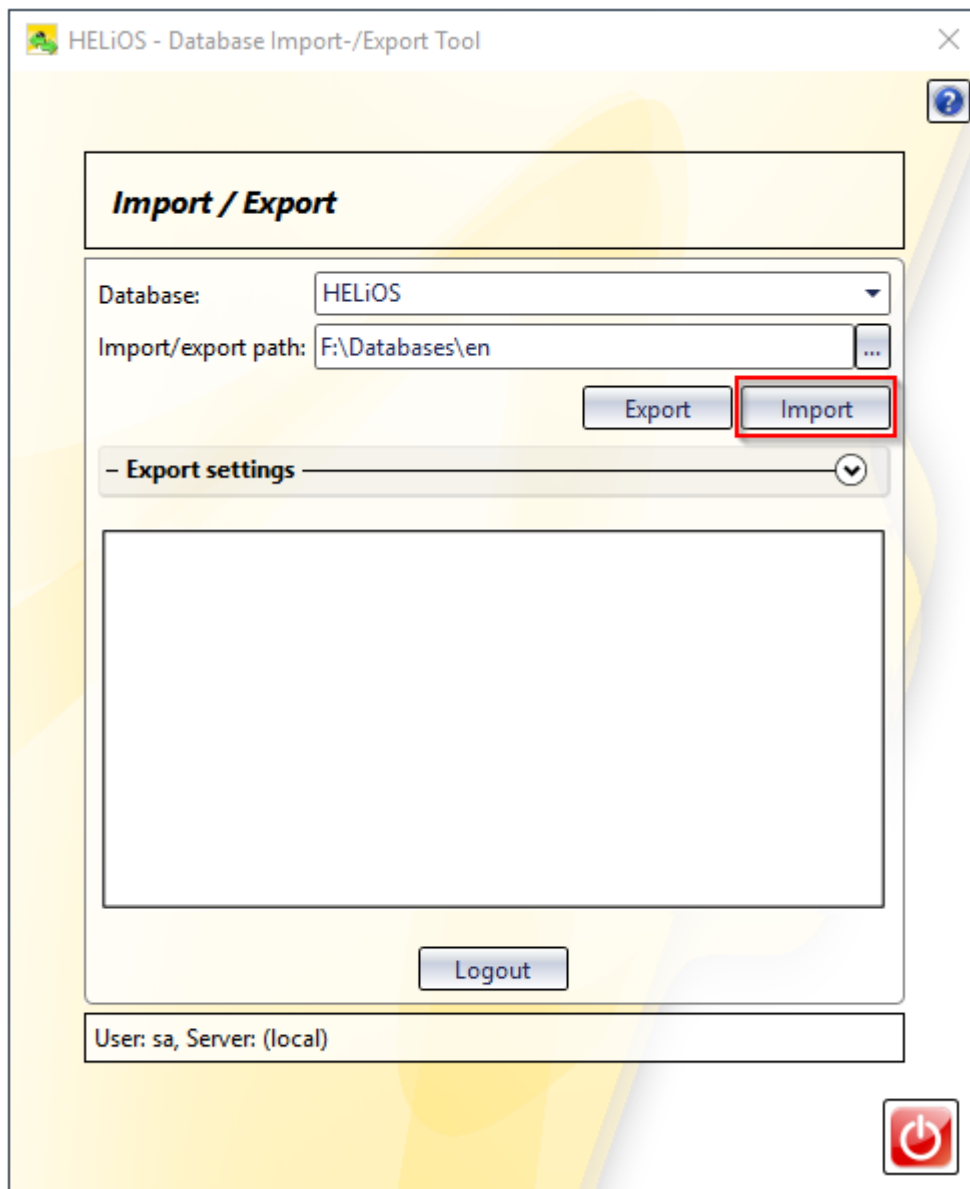 HELiOS - Database Import-/Export Tool
?
Import / Export
Database: HELiOS
Import/export path: F:\Databases\en ...
Export Import
– Export settings
Logout
User: sa, Server: (local)